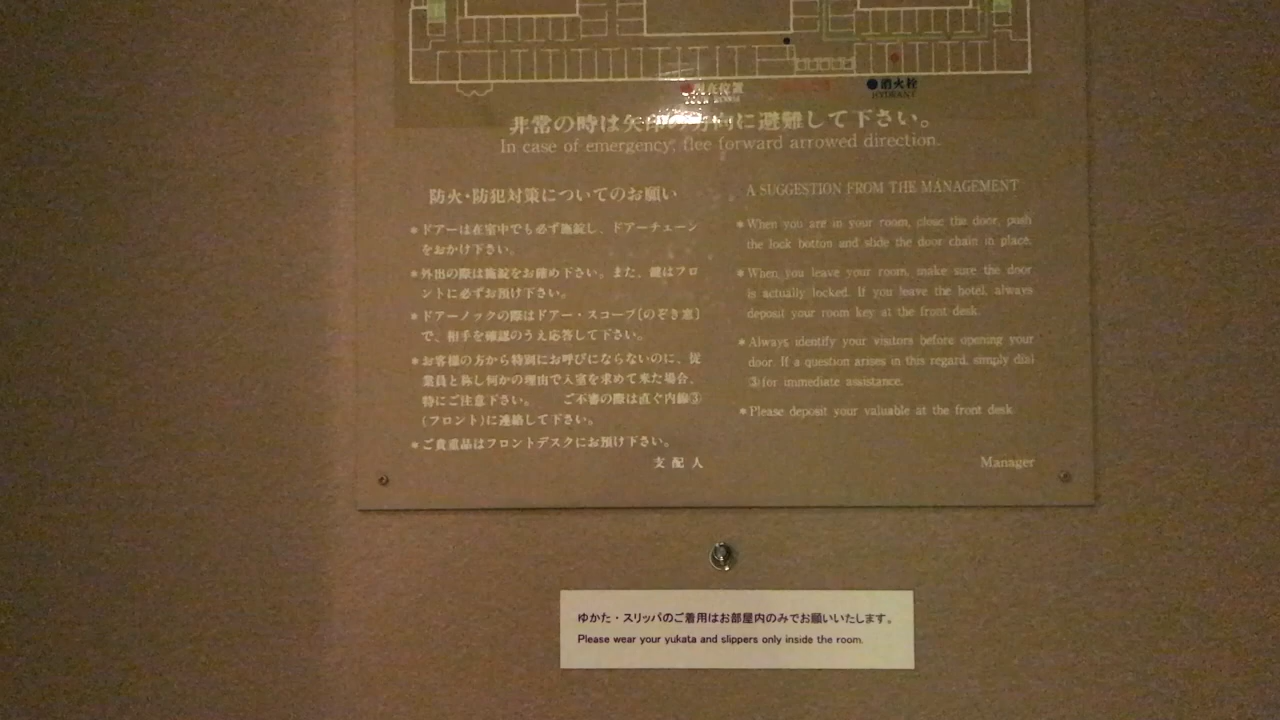 現在位置
YOUR ROOM
消火栓
HYDRANT
非常の時は矢印の方向に避難して下さい。
In case of emergency, flee forward arrowed direction.
防火・防犯対策についてのお願い
＊ドアーは在室中でも必ず施錠し、ドアーチェーン
をおかけ下さい。
＊外出の際は施錠をお確め下さい。また、鍵はフロ
ントに必ずお預け下さい。
＊ドアーノックの際はドアー・スコープ[のぞき窓]
で、相手を確認のうえ応答して下さい。
＊お客様の方から特別にお呼びにならないのに、従
業員と称し何かの理由で入室を求めて来た場合、
特にご注意下さい。　ご不審の際は直ぐ内線③
(フロント)に連絡して下さい。
＊ご貴重品はフロントデスクにお預け下さい。
支配人
A SUGGESTION FROM THE MANAGEMENT
＊When you are in your room, close the door, push
the lock botton and slide the door chain in place.
＊When you leave your room, make sure the door
is actually locked. If you leave the hotel, always
deposit your room key at the front desk.
＊Always identify your visitors before opening your
door. If a question arises in this regard, simply dial
③ for immediate assistance.
＊Please deposit your valuable at the front desk.
Manager
ゆかた・スリッパのご着用はお部屋内のみでお願いいたします。
Please wear your yukata and slippers only inside the room.